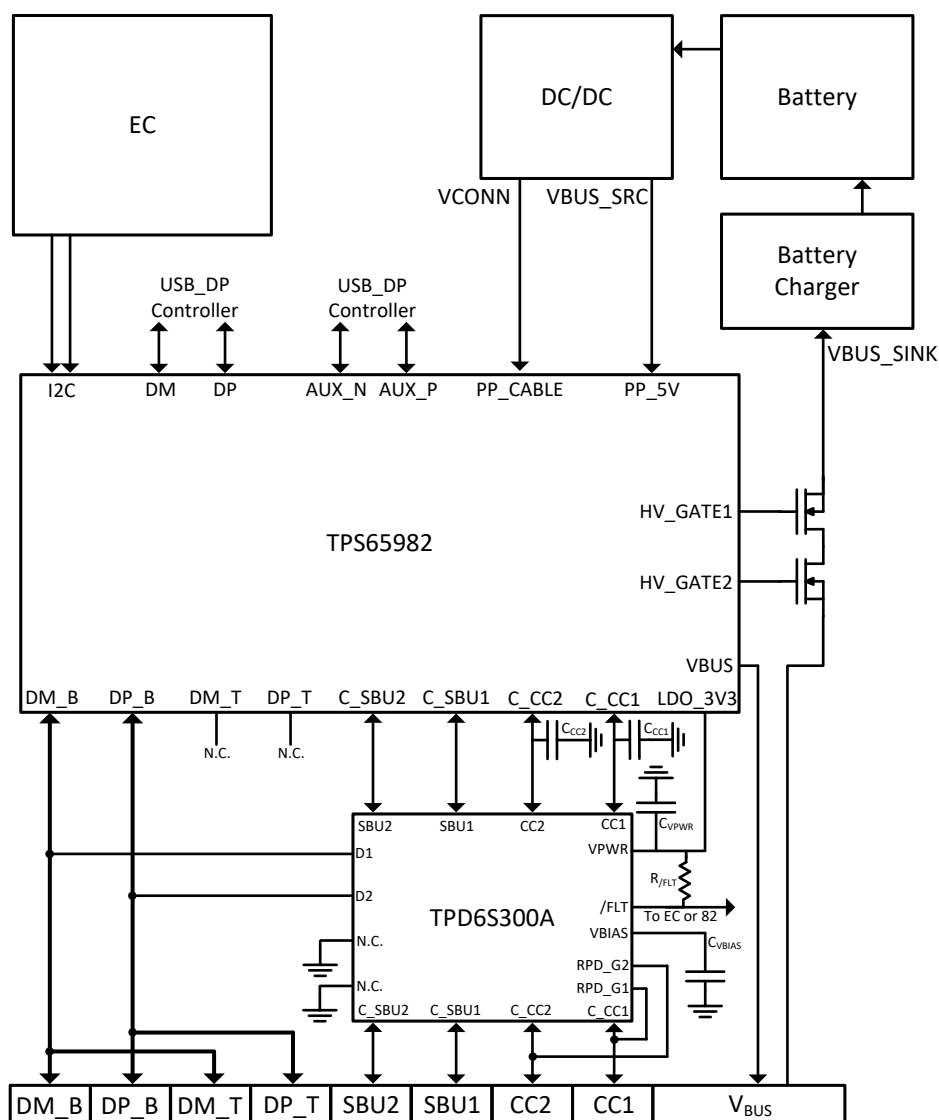 EC
DC/DC
Battery
VCONN
VBUS_SRC
Battery
Charger
USB_DP
Controller
USB_DP
Controller
VBUS_SINK
I2C
DM
DP
AUX_N
AUX_P
PP_CABLE
PP_5V
HV_GATE1
TPS65982
HV_GATE2
VBUS
DM_B
DP_B
DM_T
DP_T
C_SBU2
C_SBU1
C_CC2
C_CC1
LDO_3V3
N.C.
N.C.
CCC2
CCC1
SBU2
SBU1
CC2
CC1
CVPWR
VPWR
D1
R/FLT
D2
/FLT
To EC or 82
TPD6S300A
VBIAS
CVBIAS
N.C.
RPD_G2
N.C.
RPD_G1
C_SBU2
C_SBU1
C_CC2
C_CC1
DM_B
DP_B
DM_T
DP_T
SBU2
SBU1
CC2
CC1
VBUS